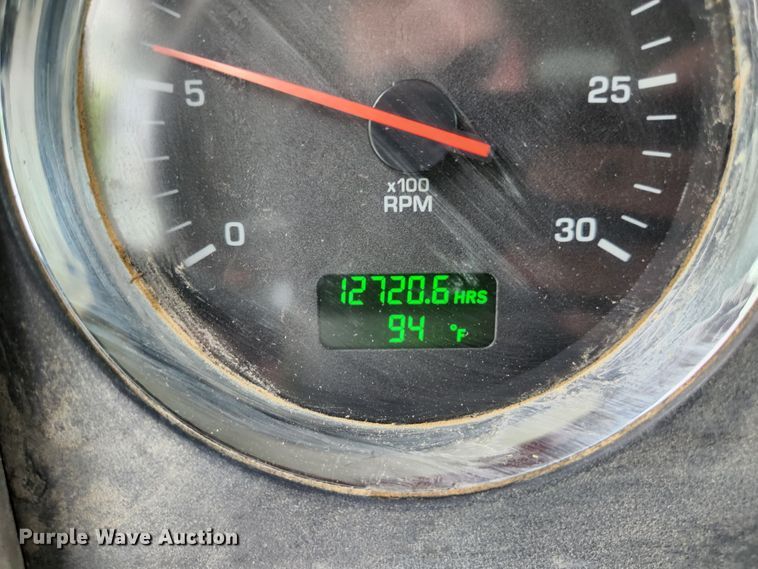 5
25
x100
RPM
0
30
12720.6 HRS
94 °F
Purple Wave Auction